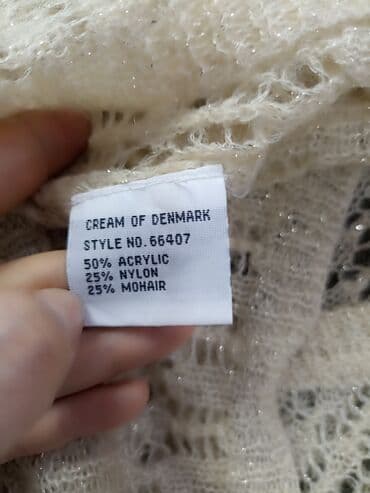 CREAM OF DENMARK
STYLE NO.66407
50% ACRYLIC
25% NYLON
25% MOHAIR